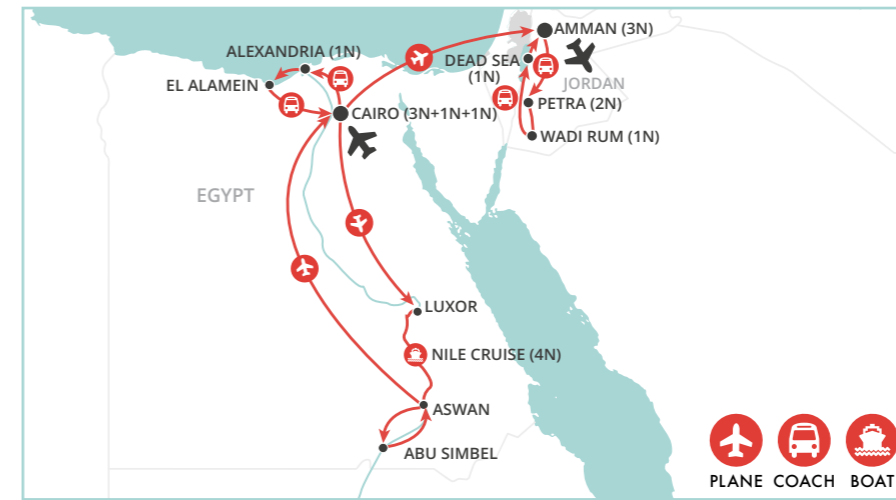 AMMAN (3N)
ALEXANDRIA (1N)
DEAD SEA
(1N)
EL ALAMEIN
JORDAN
PETRA (2N)
CAIRO (3N+1N+1N)
WADI RUM (1N)
EGYPT
LUXOR
NILE CRUISE (4N)
ASWAN
ABU SIMBEL
PLANE COACH BOAT